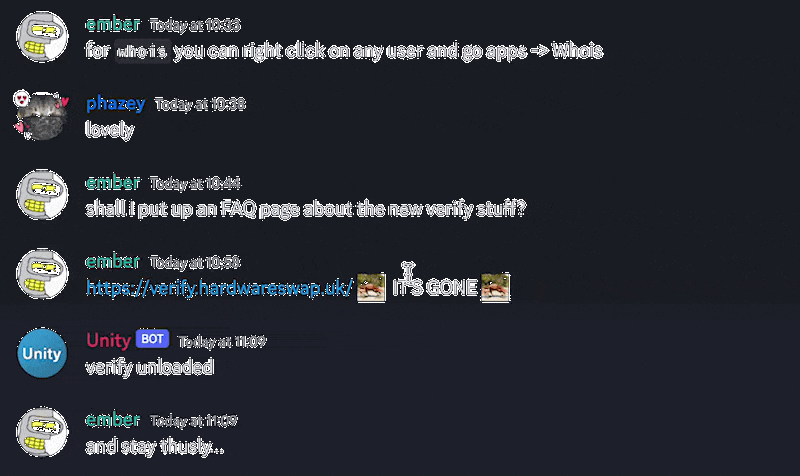 ember Today at 10:36
for whois you can right click on any user and go apps -> Whois
phazey Today at 10:38
lovely
ember Today at 10:44
shall i put up an FAQ page about the new verify stuff?
ember Today at 10:58
https://verify.hardwareswap.uk/ IT'S GONE
Unity
Unity BOT Today at 11:09
verify unloaded
ember Today at 11:09
and stay thusly...